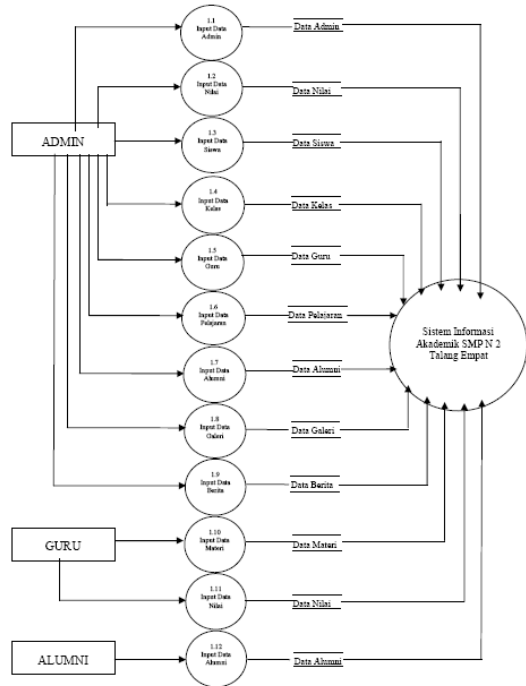 1.1
Input Data
Admin
Data Admin
1.2
Input Data
Nilai
Data Nilai
ADMIN
1.3
Input Data
Siswa
Data Siswa
1.4
Input Data
Kelas
Data Kelas
1.5
Input Data
Guru
Data Guru
1.6
Input Data
Pelajaran
Data Pelajaran
Sistem Informasi
Akademik SMP N 2
Talang Empat
1.7
Input Data
Alumni
Data Alumni
1.8
Input Data
Galeri
Data Galeri
1.9
Input Data
Berita
Data Berita
GURU
1.10
Input Data
Materi
Data Materi
1.11
Input Data
Nilai
Data Nilai
ALUMNI
1.12
Input Data
Alumni
Data Alumni